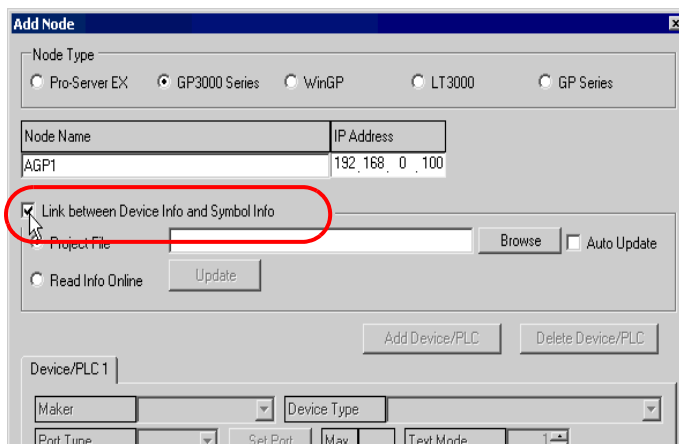 Add Node
Node Type
Pro-Server EX GP3000 Series WinGP LT3000 GP Series
Node Name IP Address
AGP1 192.168.0.100
Link between Device Info and Symbol Info
Project File Browse Auto Update
Read Info Online Update
Add Device/PLC Delete Device/PLC
Device/PLC 1
Maker Device Type
Port Type Set Port Max Text Mode 1